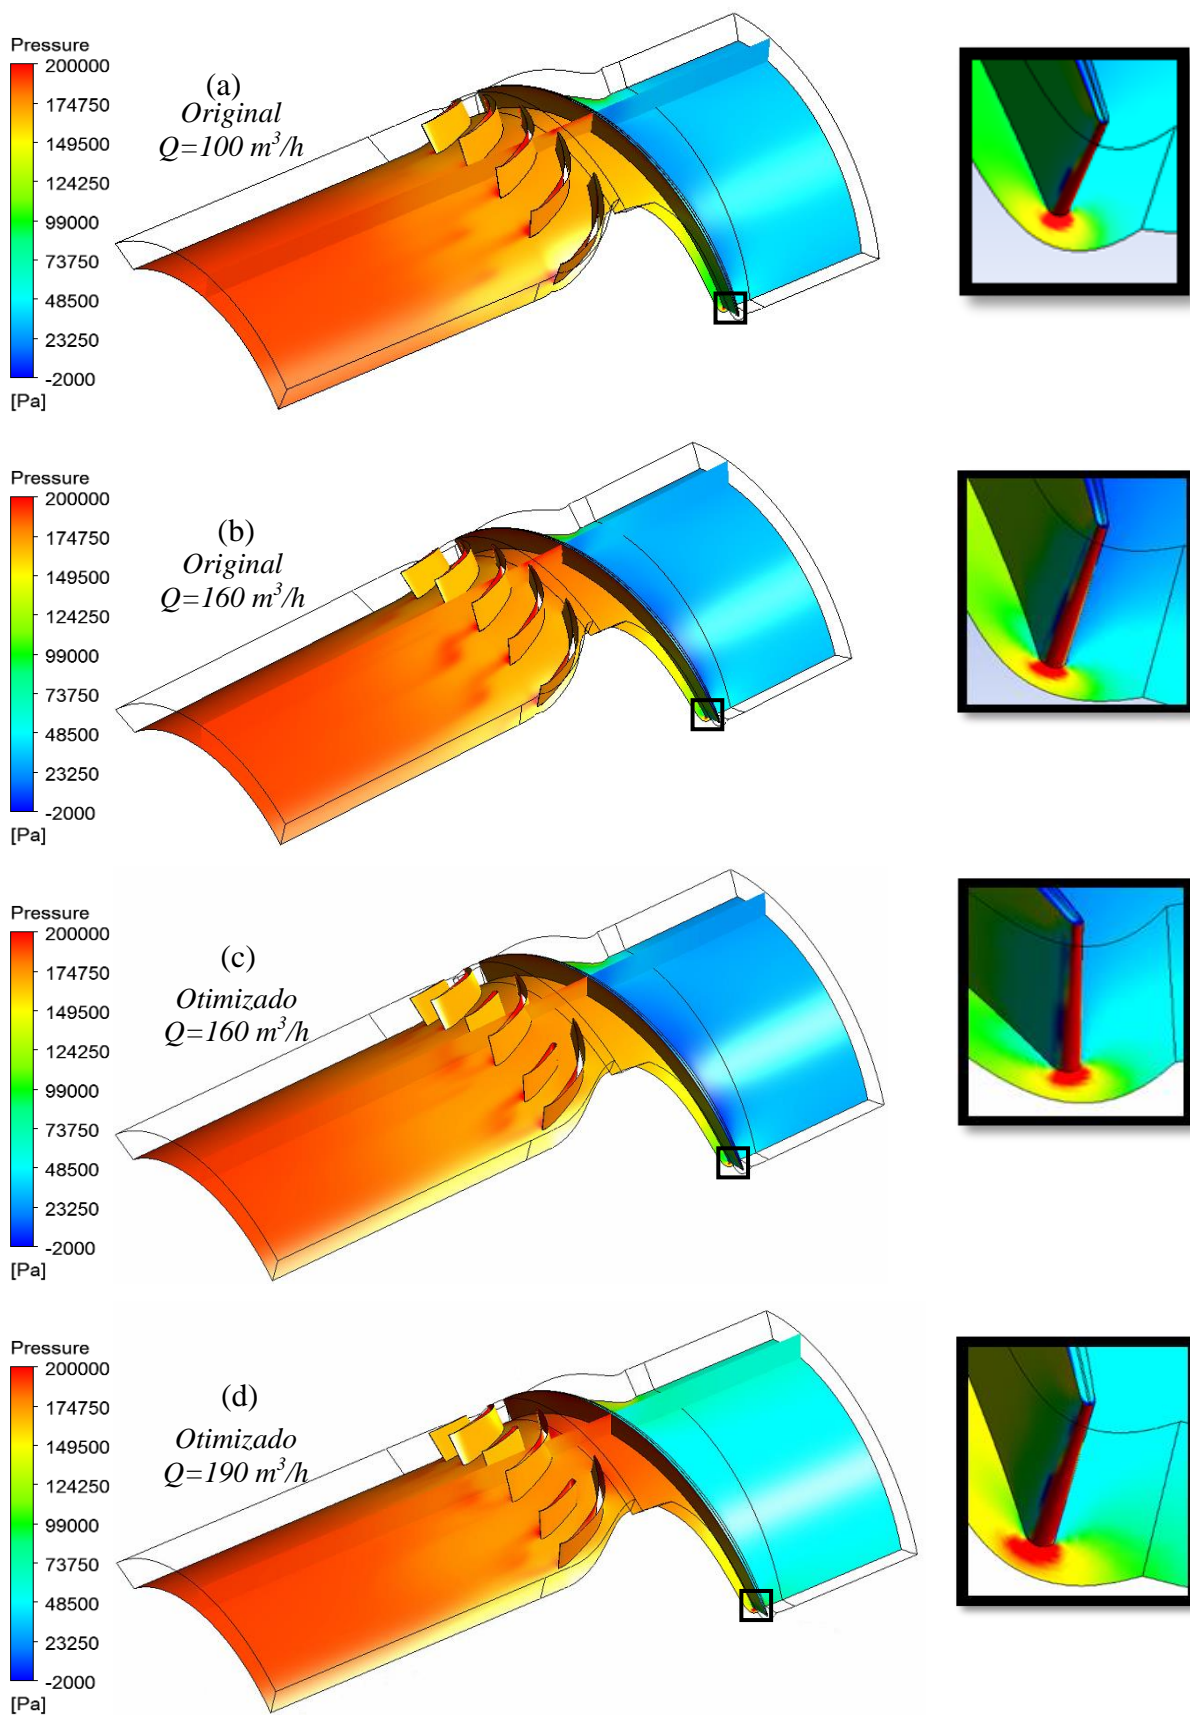 Pressure
200000
174750
149500
124250
99000
73750
48500
23250
-2000
[Pa]
(a)
Original
Q=100 m³/h
Pressure
200000
174750
149500
124250
99000
73750
48500
23250
-2000
[Pa]
(b)
Original
Q=160 m³/h
Pressure
200000
174750
149500
124250
99000
73750
48500
23250
-2000
[Pa]
(c)
Otimizado
Q=160 m³/h
Pressure
200000
174750
149500
124250
99000
73750
48500
23250
-2000
[Pa]
(d)
Otimizado
Q=190 m³/h